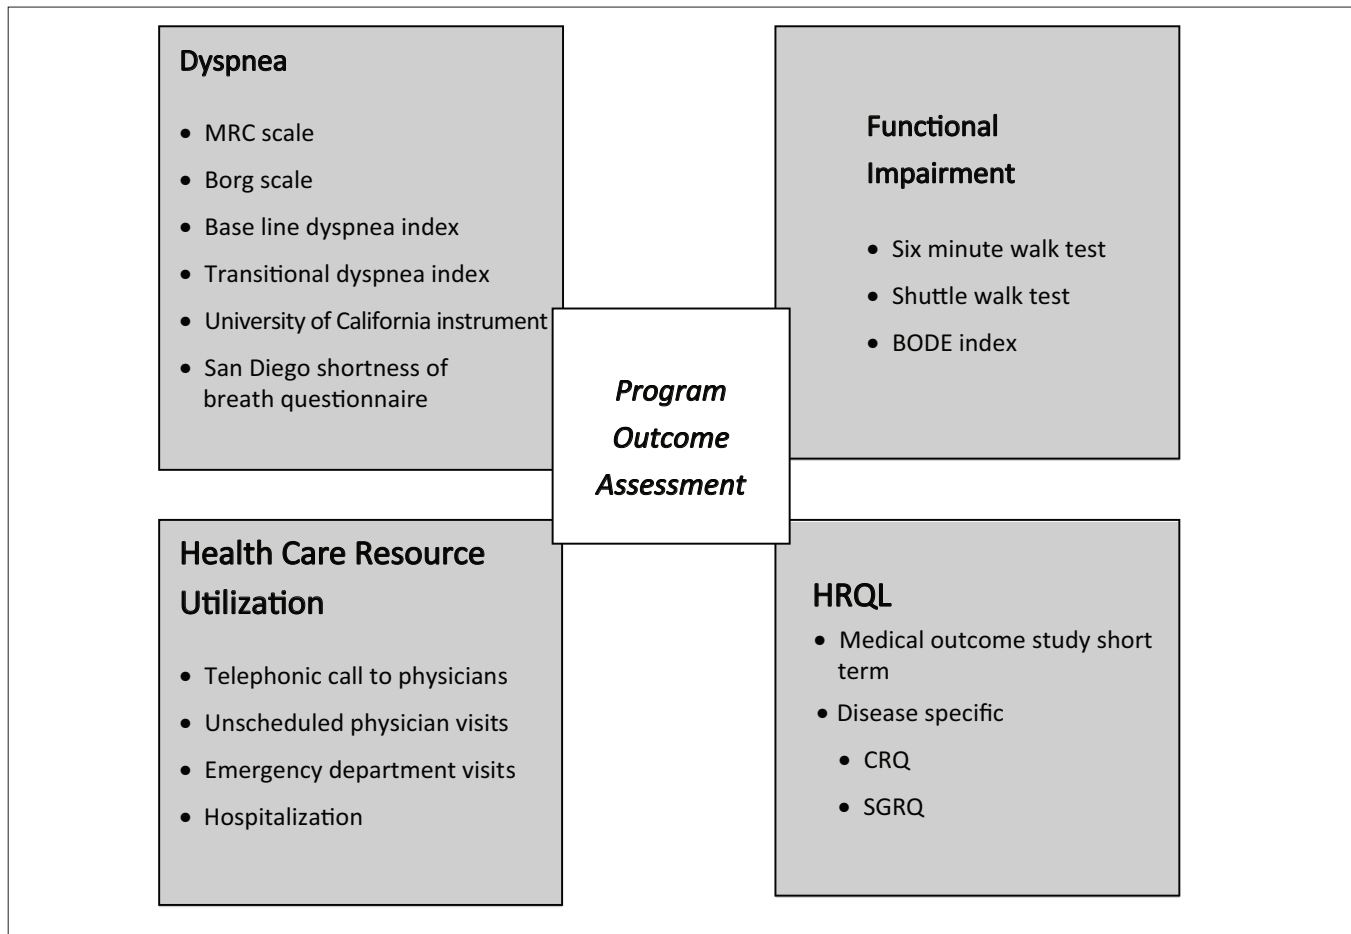 Dyspnea
• MRC scale
• Borg scale
• Base line dyspnea index
• Transitional dyspnea index
• University of California instrument
• San Diego shortness of
breath questionnaire
Functional
Impairment
• Six minute walk test
• Shuttle walk test
• BODE index
Program
Outcome
Assessment
Health Care Resource
Utilization
• Telephonic call to physicians
• Unscheduled physician visits
• Emergency department visits
• Hospitalization
HRQL
• Medical outcome study short
term
• Disease specific
• CRQ
• SGRQ